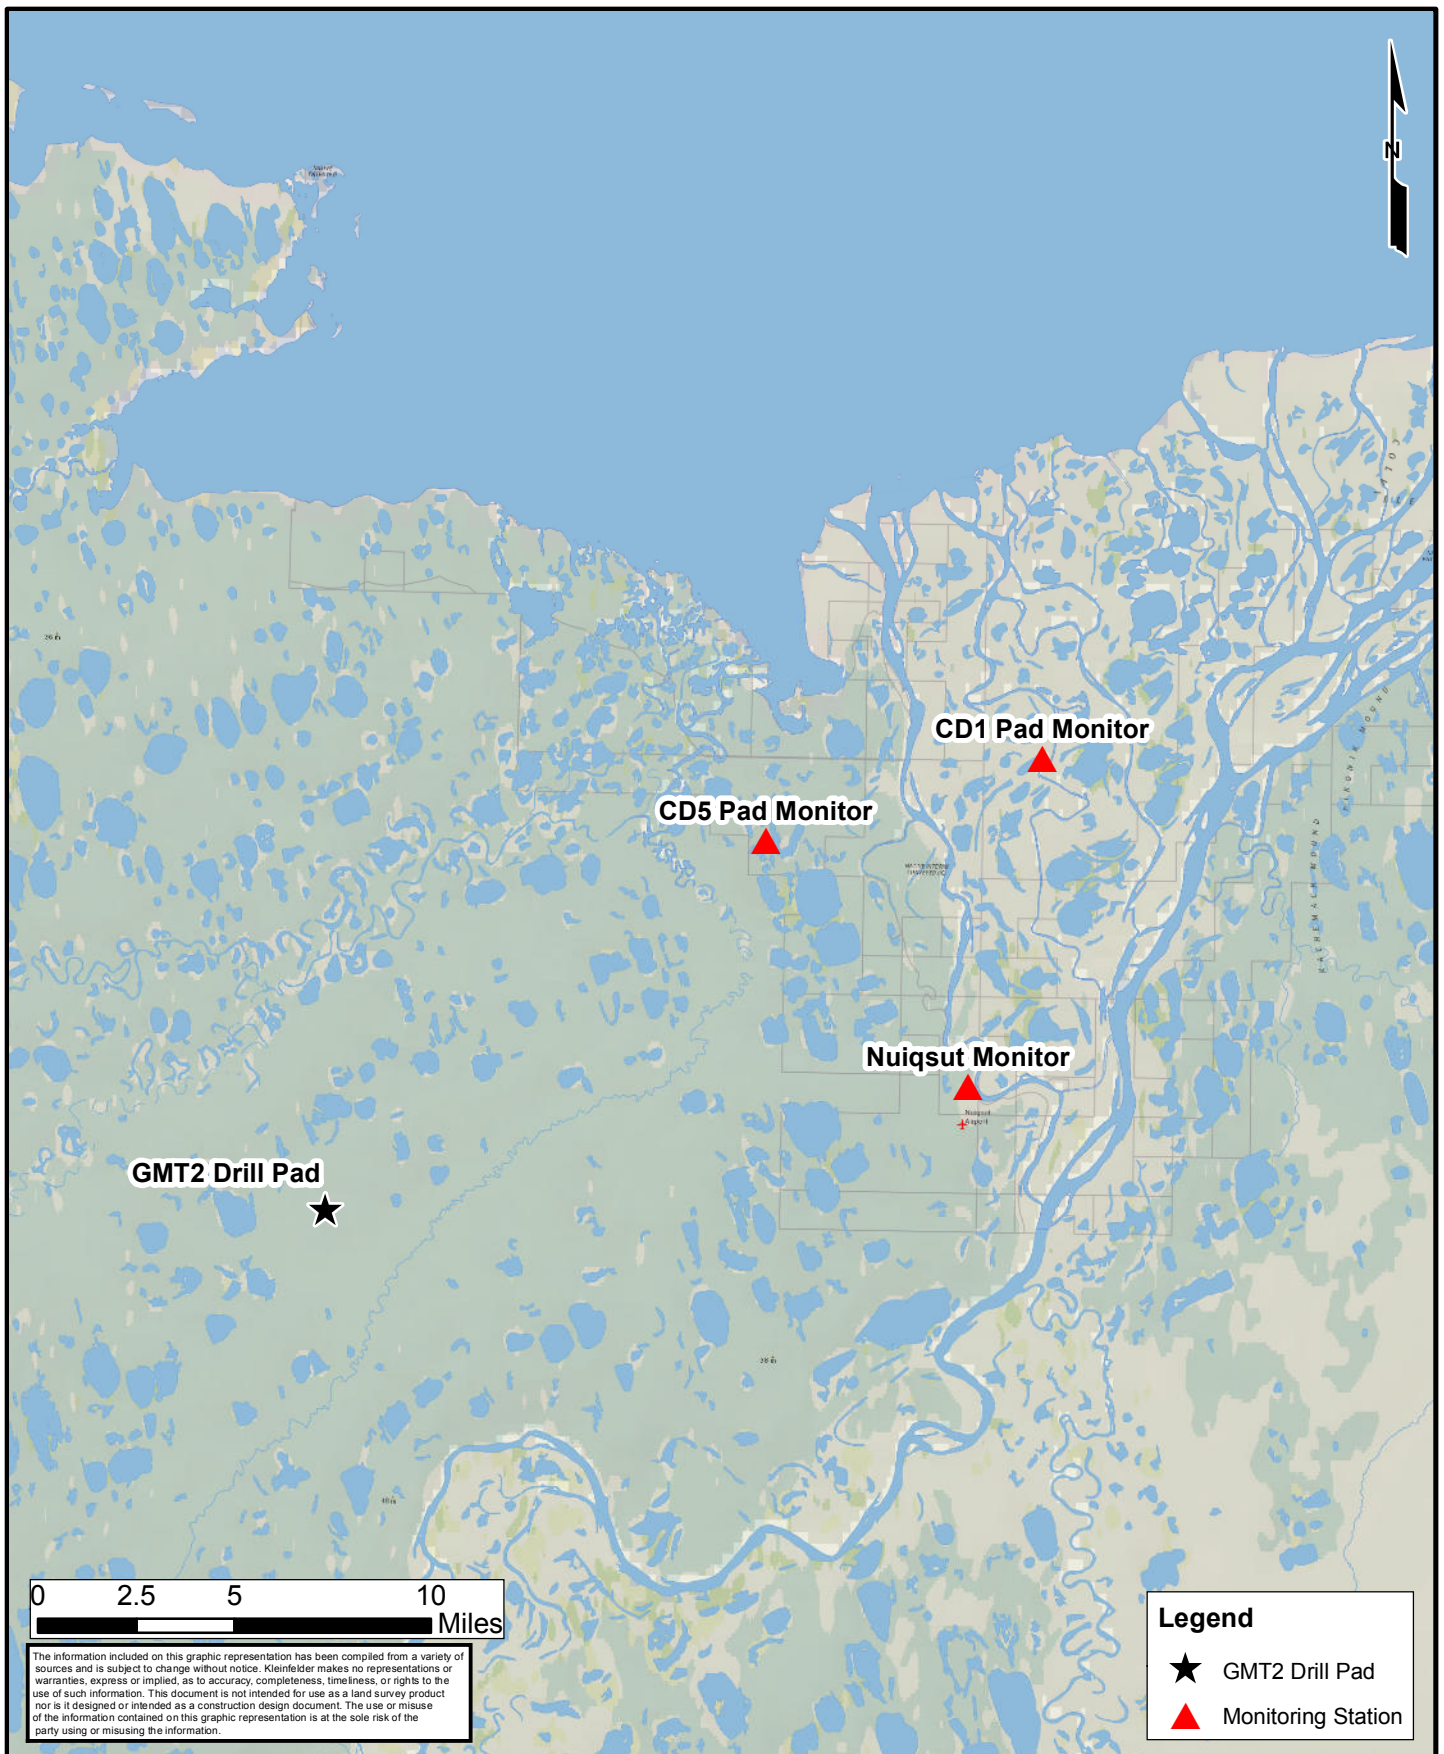 N
CD1 Pad Monitor
CD5 Pad Monitor
Nuiqsut Monitor
Nuiqsut
Airport
GMT2 Drill Pad
0 2.5 5 10
Miles
The information included on this graphic representation has been compiled from a variety of
sources and is subject to change without notice. Kleinfelder makes no representations or
warranties, express or implied, as to accuracy, completeness, timeliness, or rights to the
use of such information. This document is not intended for use as a land survey product
nor is it designed or intended as a construction design document. The use or misuse
of the information contained on this graphic representation is at the sole risk of the
party using or misusing the information.
Legend
GMT2 Drill Pad
Monitoring Station